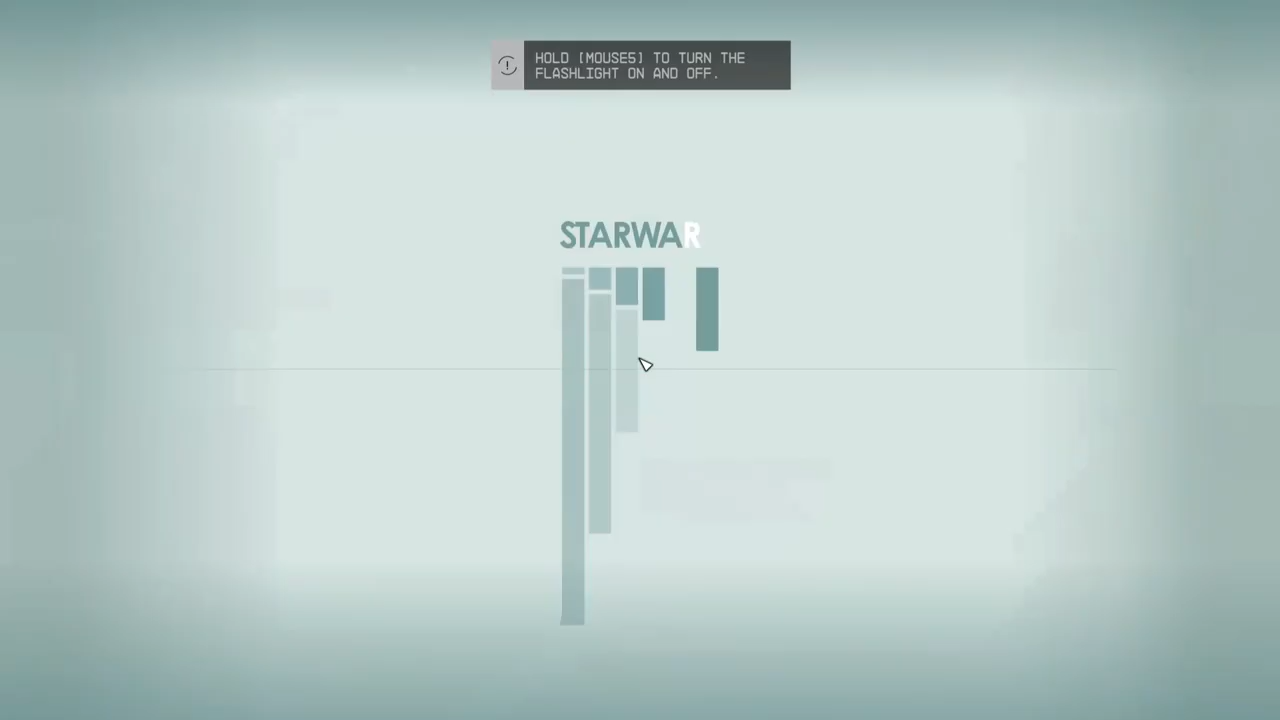 HOLD [MOUSE5] TO TURN THE
FLASHLIGHT ON AND OFF.
STARWAR